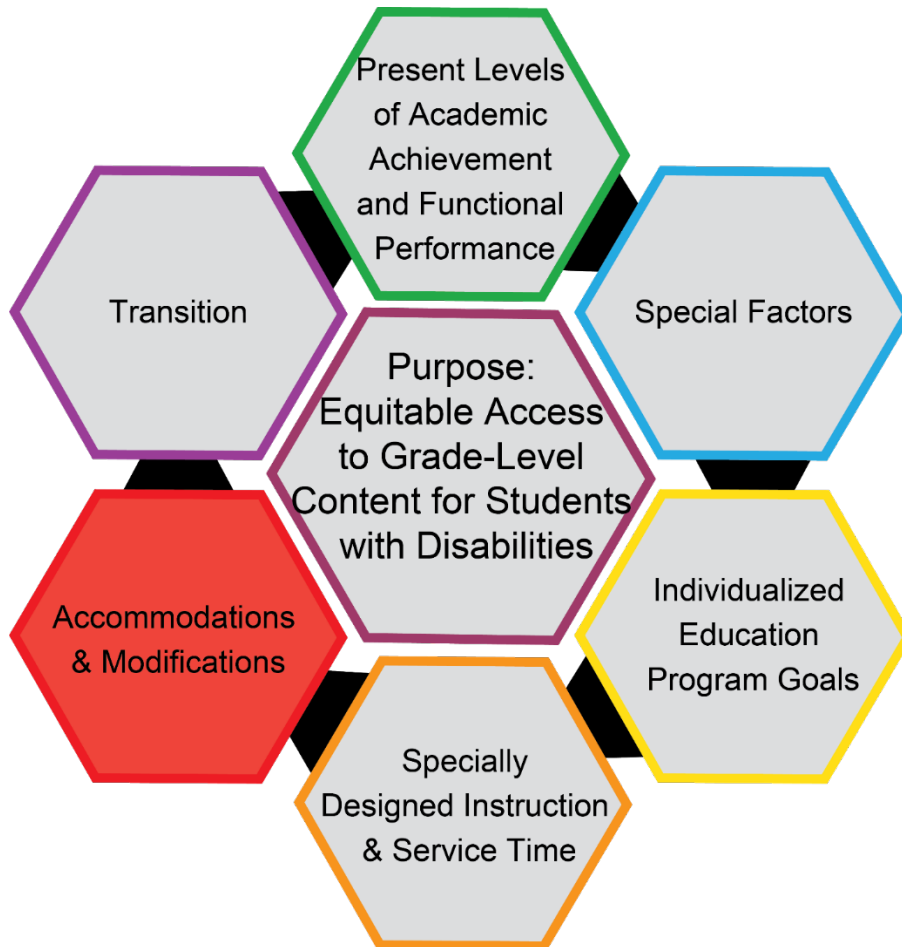 Present Levels
of Academic
Achievement
and Functional
Performance
Transition
Special Factors
Purpose:
Equitable Access
to Grade-Level
Content for Students
with Disabilities
Accommodations
& Modifications
Individualized
Education
Program Goals
Specially
Designed Instruction
& Service Time